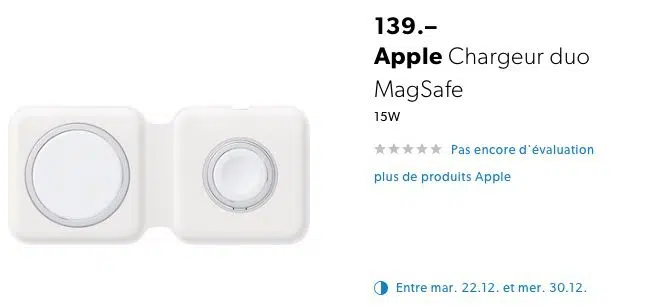 139.–
Apple Chargeur duo
MagSafe
15W
Pas encore d'évaluation
plus de produits Apple
Entre mar. 22.12. et mer. 30.12.